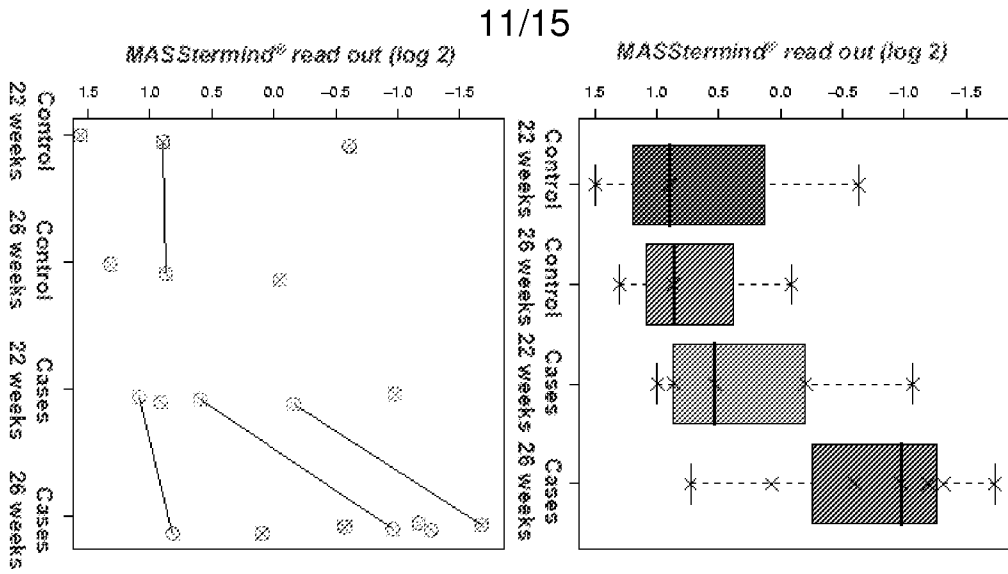 11/15
MASStermind® read out (log 2)
1.5 1.0 0.5 0.0 −0.5 −1.0 −1.5
Control
22 weeks
Control
26 weeks
Cases
22 weeks
Cases
26 weeks
MASStermind® read out (log 2)
1.5 1.0 0.5 0.0 −0.5 −1.0 −1.5
Control
22 weeks
Control
26 weeks
Cases
22 weeks
Cases
26 weeks